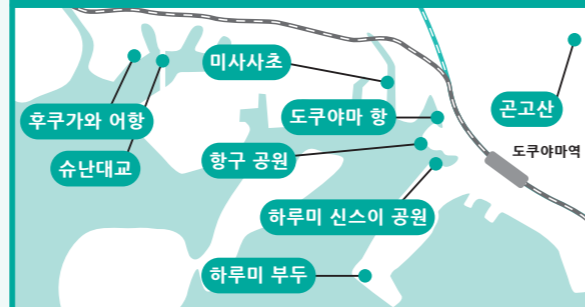 미사사초
후쿠가와 어항
도쿠야마 항
곤고산
슈난대교
항구 공원
도쿠야마역
하루미 신스이 공원
하루미 부두